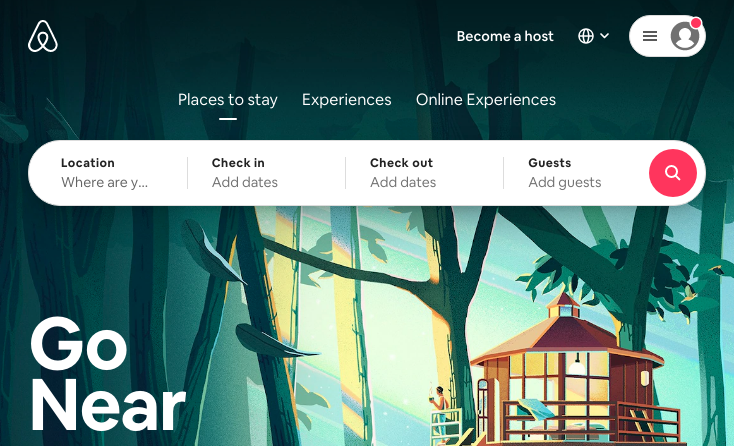 Become a host
Places to stay Experiences Online Experiences
Location Check in Check out Guests
Where are y... Add dates Add dates Add guests
Go
Near